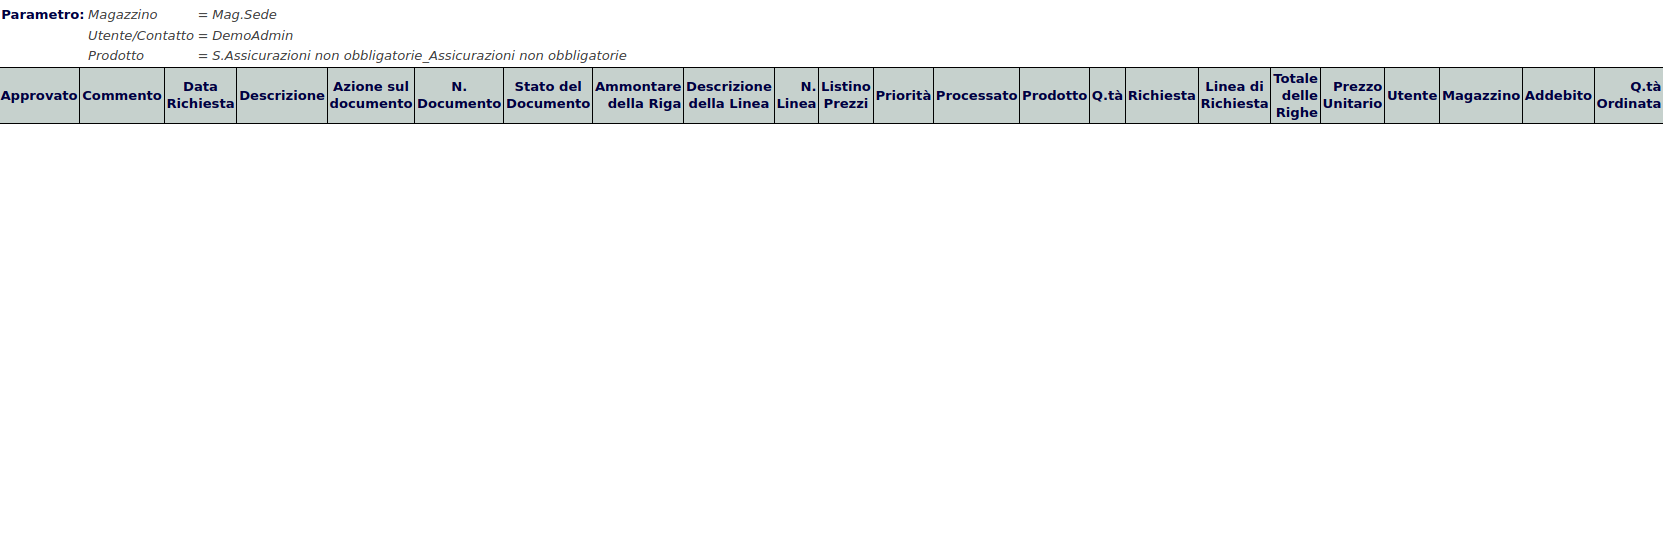 Parametro: Magazzino = Mag.Sede
Utente/Contatto = DemoAdmin
Prodotto = S.Assicurazioni non obbligatorie_Assicurazioni non obbligatorie
Approvato
Commento
Data
Richiesta
Descrizione
Azione sul
documento
N.
Documento
Stato del
Documento
Ammontare
della Riga
Descrizione
della Linea
N.
Linea
Listino
Prezzi
Priorità
Processato
Prodotto
Q.tà
Richiesta
Linea di
Richiesta
Totale
delle
Righe
Prezzo
Unitario
Utente
Magazzino
Addebito
Q.tà
Ordinata